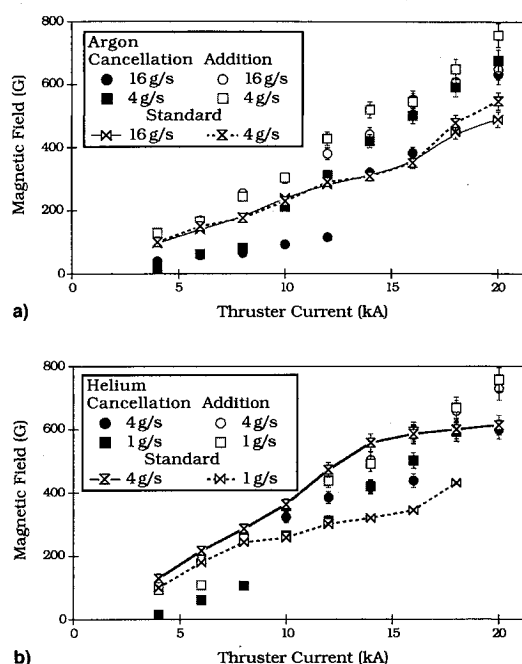 800
600
400
200
0
Magnetic Field (G)
Argon
Cancellation Addition
16 g/s 16 g/s
4 g/s 4 g/s
Standard
16 g/s 4 g/s
5 10 15 20
a) Thruster Current (kA)
800
600
400
200
0
Magnetic Field (G)
Helium
Cancellation Addition
4 g/s 4 g/s
1 g/s 1 g/s
Standard
4 g/s 1 g/s
5 10 15 20
b) Thruster Current (kA)